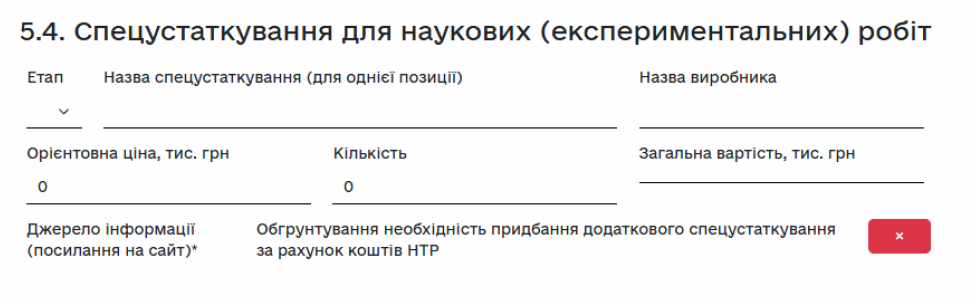 5.4. Спецустаткування для наукових (експериментальних) робіт
Етап Назва спецустаткування (для однієї позиції) Назва виробника
Орієнтовна ціна, тис. грн Кількість Загальна вартість, тис. грн
0 0
Джерело інформації Обгрунтування необхідність придбання додаткового спецустаткування
(посилання на сайт)* за рахунок коштів НТР
×